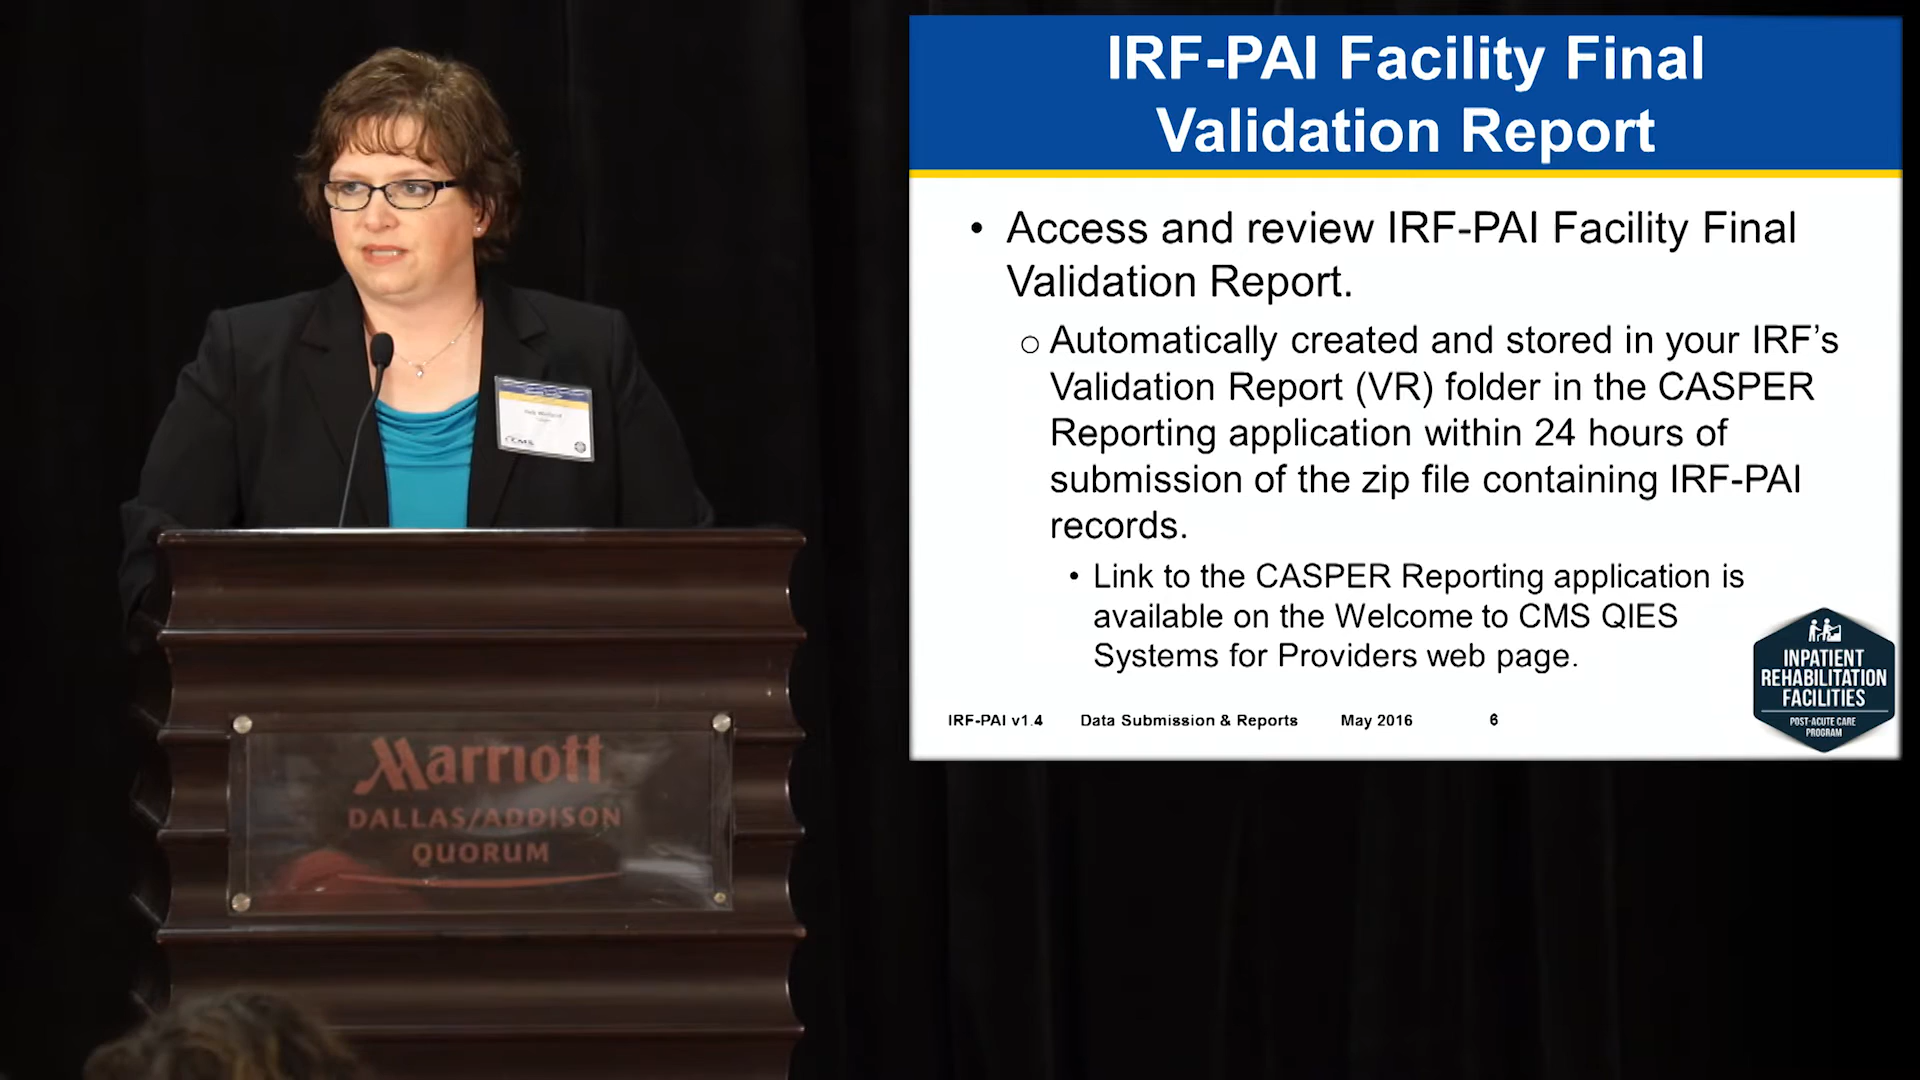 IRF-PAI Facility Final
Validation Report
• Access and review IRF-PAI Facility Final
Validation Report.
o Automatically created and stored in your IRF’s
Validation Report (VR) folder in the CASPER
Reporting application within 24 hours of
submission of the zip file containing IRF-PAI
records.
• Link to the CASPER Reporting application is
available on the Welcome to CMS QIES
Systems for Providers web page.
IRF-PAI v1.4 Data Submission & Reports May 2016 6
INPATIENT
REHABILITATION
FACILITIES
POST-ACUTE CARE
PROGRAM
CMS
Marriott
DALLAS/ADDISON
QUORUM